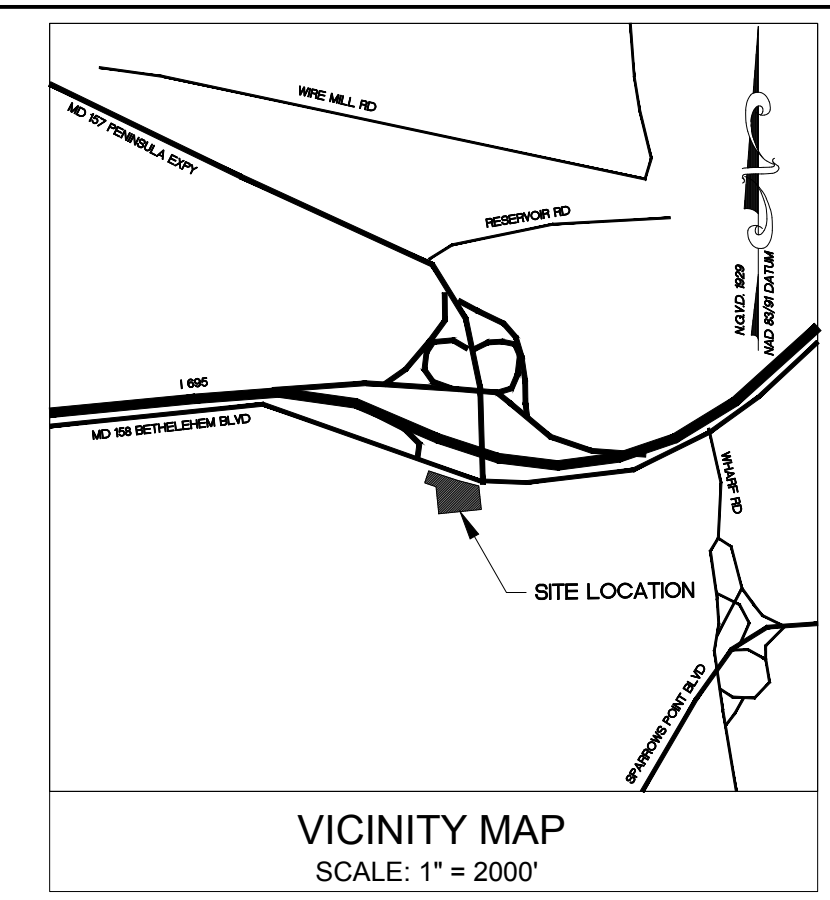 WIRE MILL RD
MD 157 PENINSULA EXPY
RESERVOIR RD
N.G.V.D. 1929
NAD 83/91 DATUM
I 695
MD 158 BETHELEHEM BLVD
WHARF RD
SITE LOCATION
SPARROWS POINT BLVD
VICINITY MAP
SCALE: 1" = 2000'